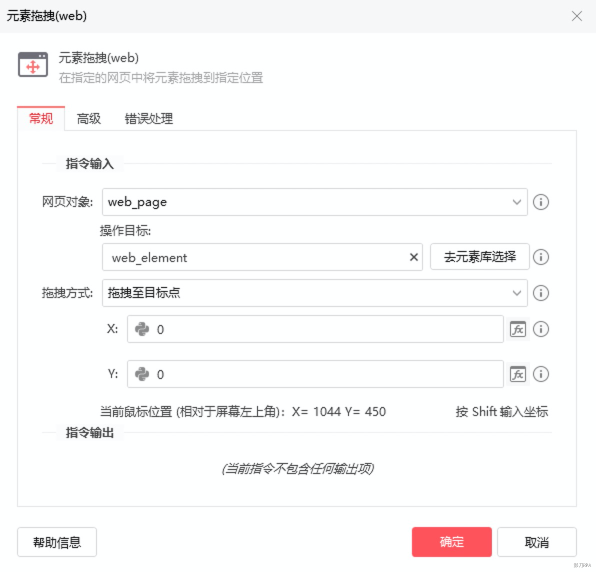 元素拖拽(web)
元素拖拽(web)
在指定的网页中将元素拖拽到指定位置
常规 高级 错误处理
指令输入
网页对象: web_page
操作目标:
web_element 去元素库选择
拖拽方式: 拖拽至目标点
X: 0
Y: 0
当前鼠标位置 (相对于屏幕左上角): X= 1044 Y= 450 按 Shift 输入坐标
指令输出
(当前指令不包含任何输出项)
帮助信息 确定 取消